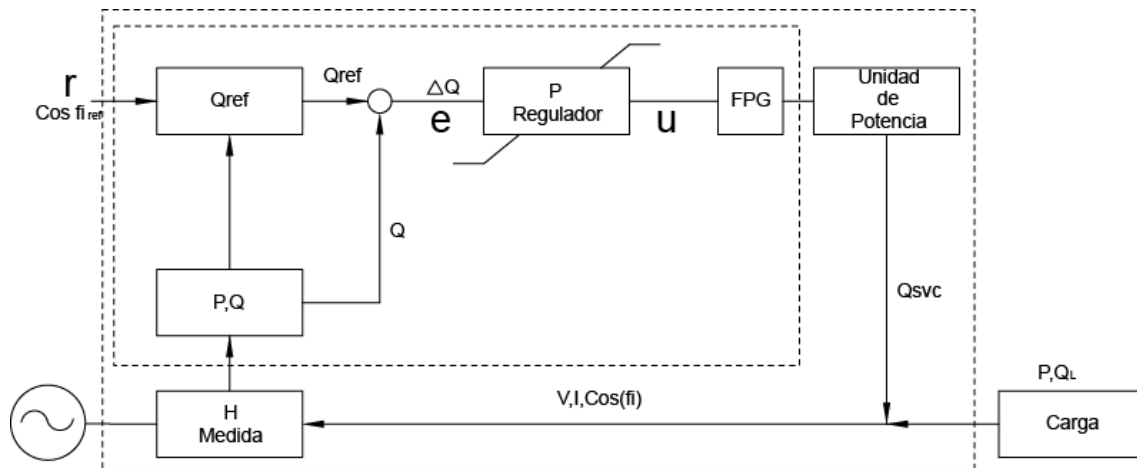 r
Cos fi ref
Qref
Qref
△Q
e
P
Regulador
u
FPG
Unidad
de
Potencia
Q
P,Q
Qsvc
H
Medida
V,I,Cos(fi)
P,QL
Carga